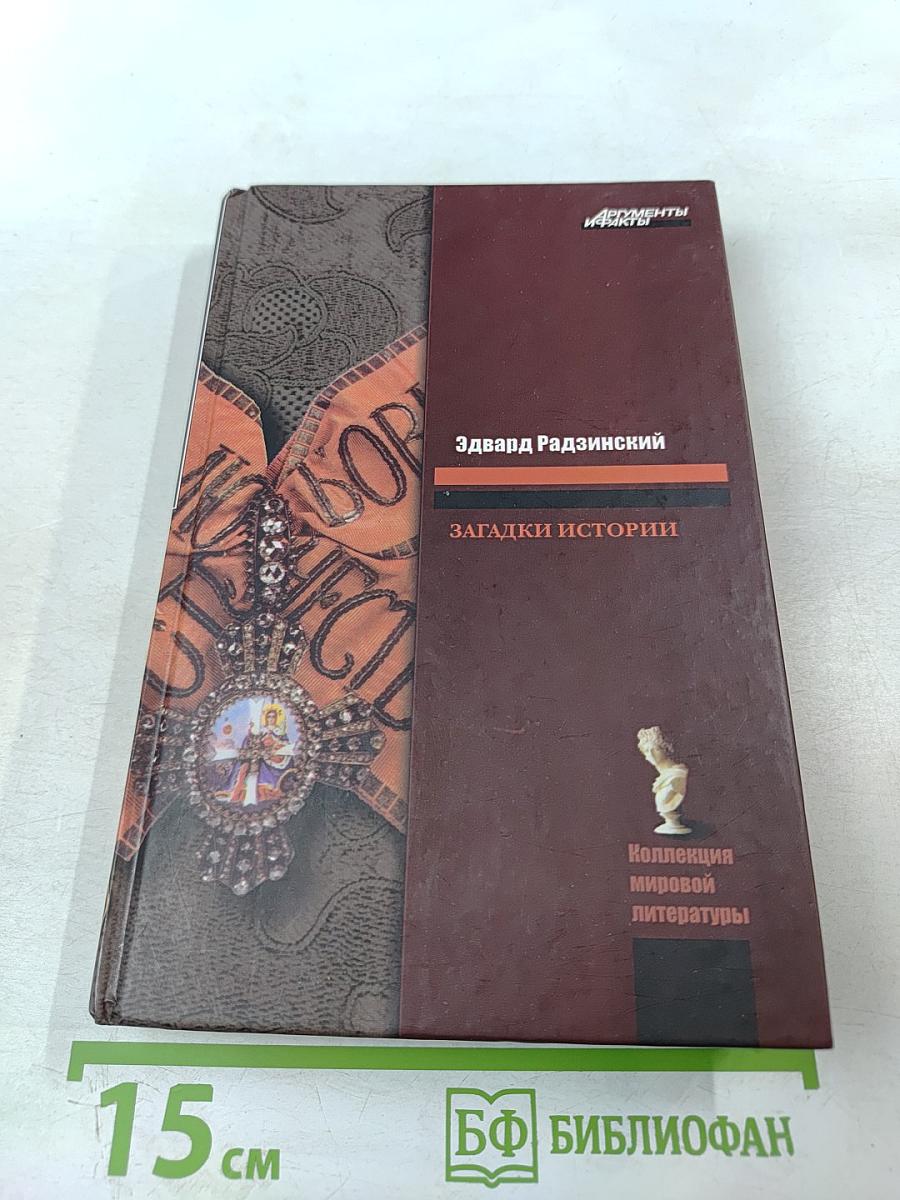 АРГУМЕНТЫ
И ФАКТЫ
Эдвард Радзинский
ЗАГАДКИ ИСТОРИИ
Коллекция
мировой
литературы
15 см
БФ БИБЛИОФАН